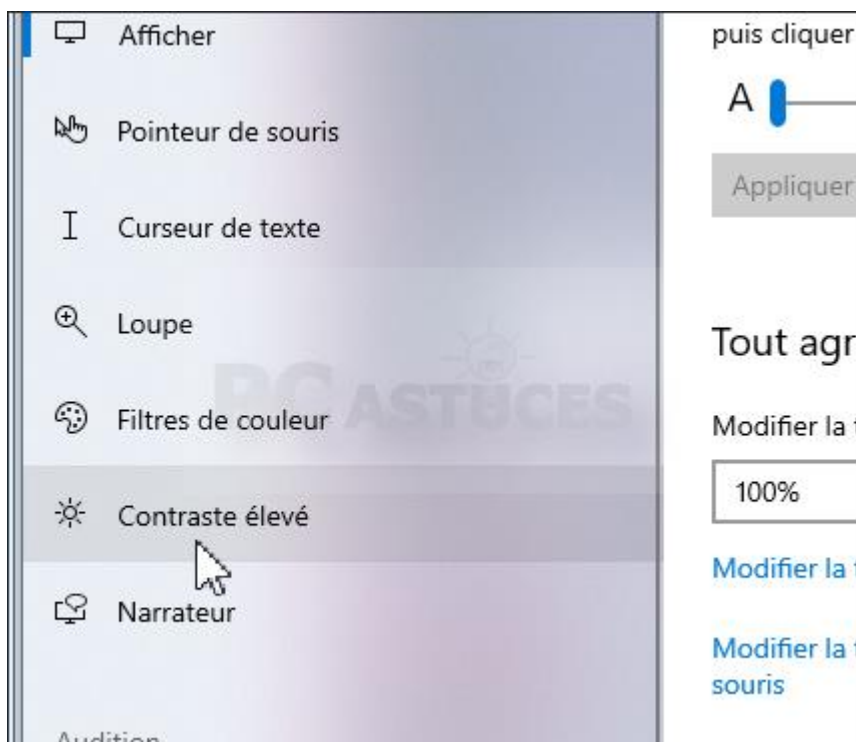 Afficher
Pointeur de souris
Curseur de texte
Loupe
Filtres de couleur
Contraste élevé
Narrateur
Audition
PC ASTUCES
puis cliquer
A
Appliquer
Tout agr
Modifier la t
100%
Modifier la t
Modifier la t
souris